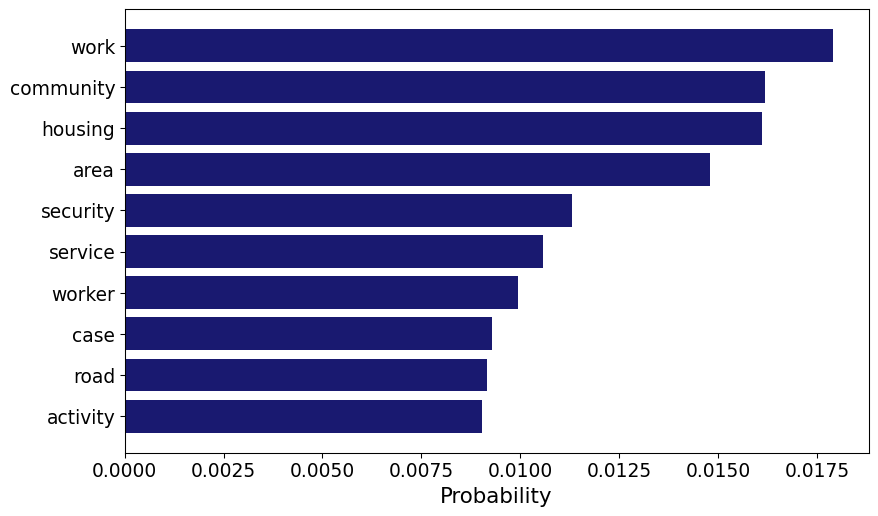 work
community
housing
area
security
service
worker
case
road
activity
0.0000 0.0025 0.0050 0.0075 0.0100 0.0125 0.0150 0.0175
Probability